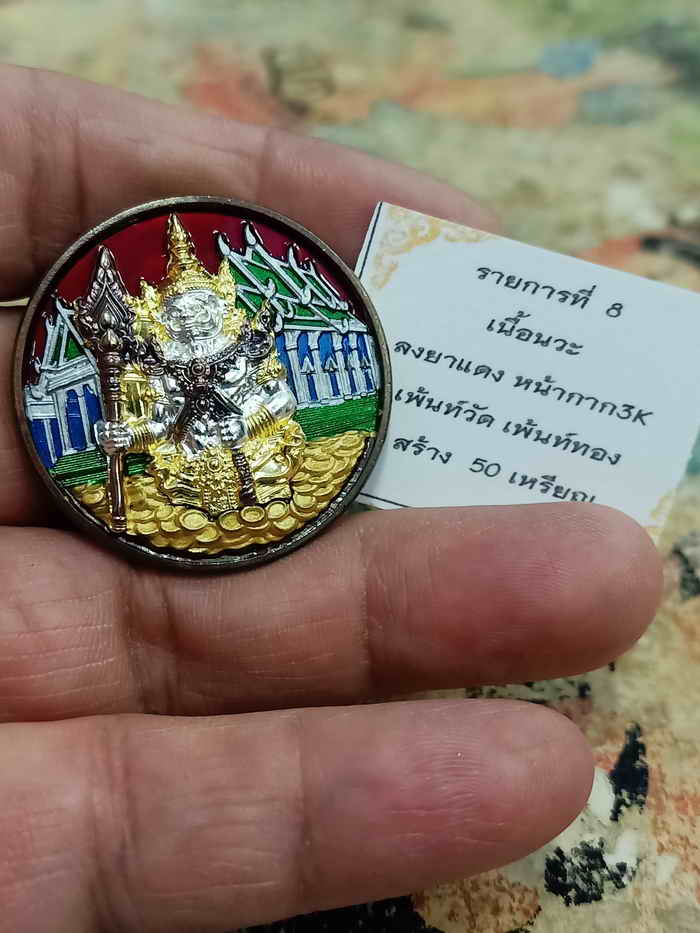 รายการที่ 8
เนื้อนวะ
ลงยาแดง หน้ากาก3K
เพ้นท์วัด เพ้นท์ทอง
สร้าง 50 เหรียญ